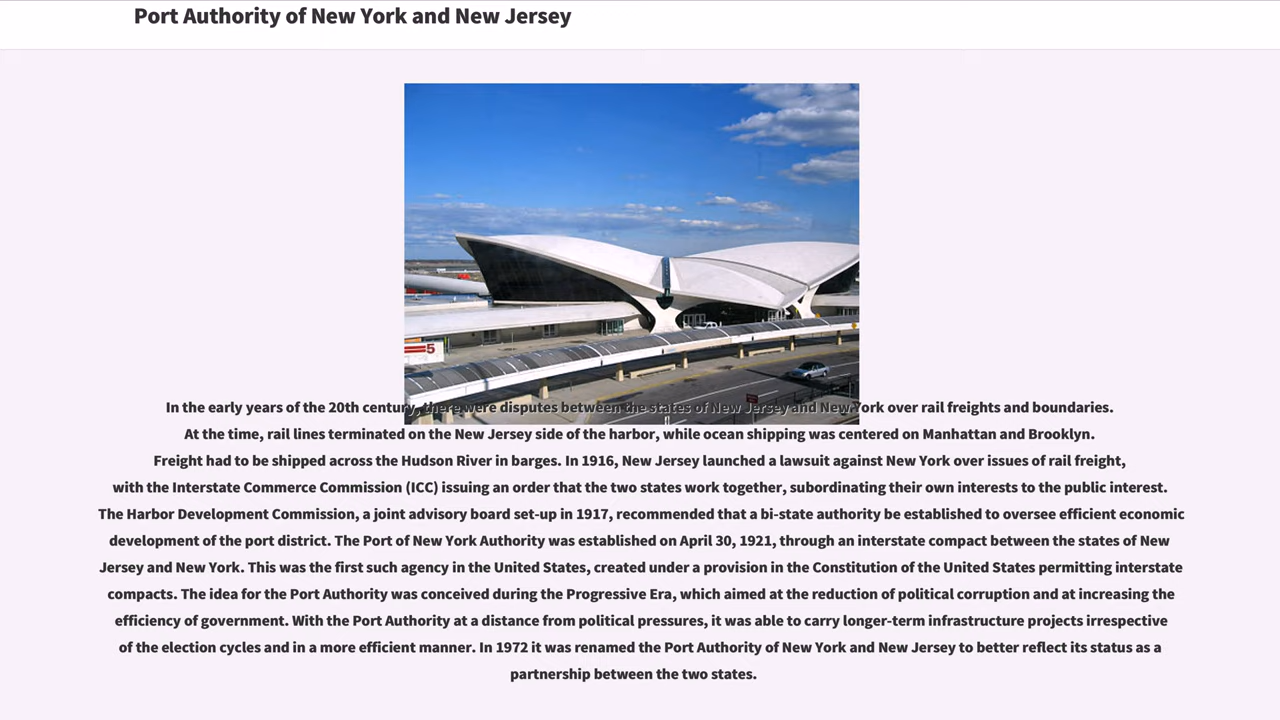 Port Authority of New York and New Jersey
5
In the early years of the 20th century, there were disputes between the states of New Jersey and New York over rail freights and boundaries.
At the time, rail lines terminated on the New Jersey side of the harbor, while ocean shipping was centered on Manhattan and Brooklyn.
Freight had to be shipped across the Hudson River in barges. In 1916, New Jersey launched a lawsuit against New York over issues of rail freight,
with the Interstate Commerce Commission (ICC) issuing an order that the two states work together, subordinating their own interests to the public interest.
The Harbor Development Commission, a joint advisory board set-up in 1917, recommended that a bi-state authority be established to oversee efficient economic
development of the port district. The Port of New York Authority was established on April 30, 1921, through an interstate compact between the states of New
Jersey and New York. This was the first such agency in the United States, created under a provision in the Constitution of the United States permitting interstate
compacts. The idea for the Port Authority was conceived during the Progressive Era, which aimed at the reduction of political corruption and at increasing the
efficiency of government. With the Port Authority at a distance from political pressures, it was able to carry longer-term infrastructure projects irrespective
of the election cycles and in a more efficient manner. In 1972 it was renamed the Port Authority of New York and New Jersey to better reflect its status as a
partnership between the two states.